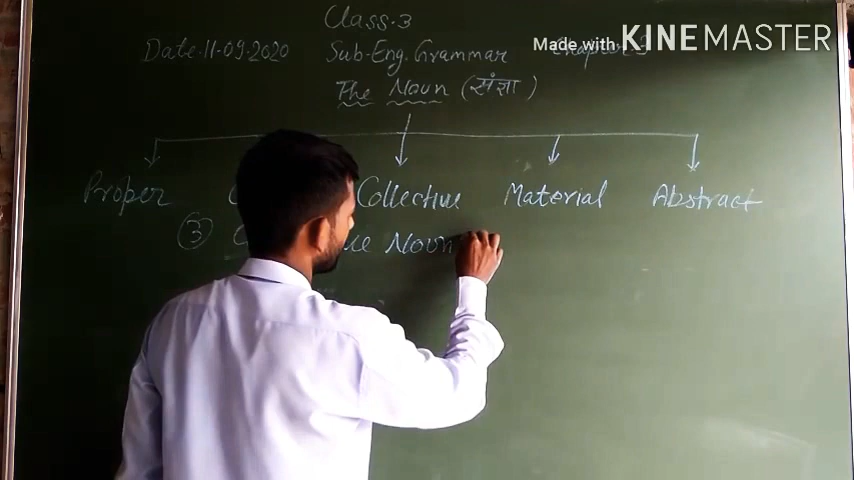 Class-3
Date-11-09-2020 Sub-Eng. Grammar
Made with KINEMASTER
The Noun (संज्ञा)
Proper Collective Material Abstract
③ Noun